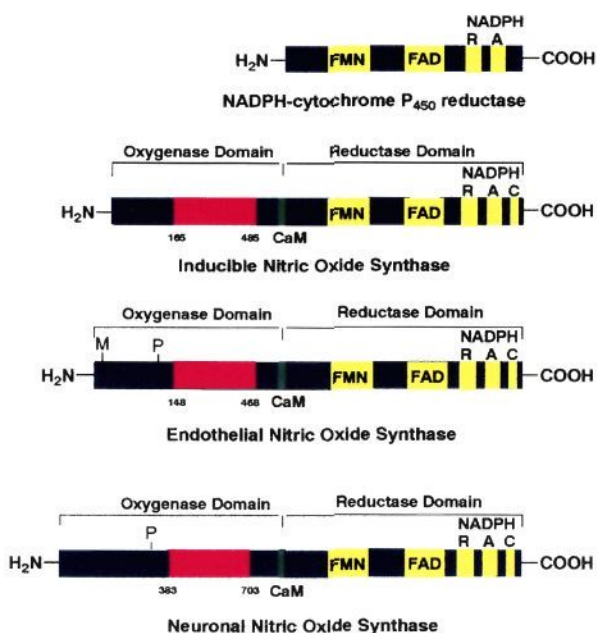 NADPH
R A
H₂N FMN FAD COOH
NADPH-cytochrome P₄₅₀ reductase
Oxygenase Domain Reductase Domain
NADPH
R A C
H₂N FMN FAD COOH
165 485 CaM
Inducible Nitric Oxide Synthase
Oxygenase Domain Reductase Domain
M P NADPH
R A C
H₂N FMN FAD COOH
148 468 CaM
Endothelial Nitric Oxide Synthase
Oxygenase Domain Reductase Domain
P NADPH
R A C
H₂N FMN FAD COOH
383 703 CaM
Neuronal Nitric Oxide Synthase